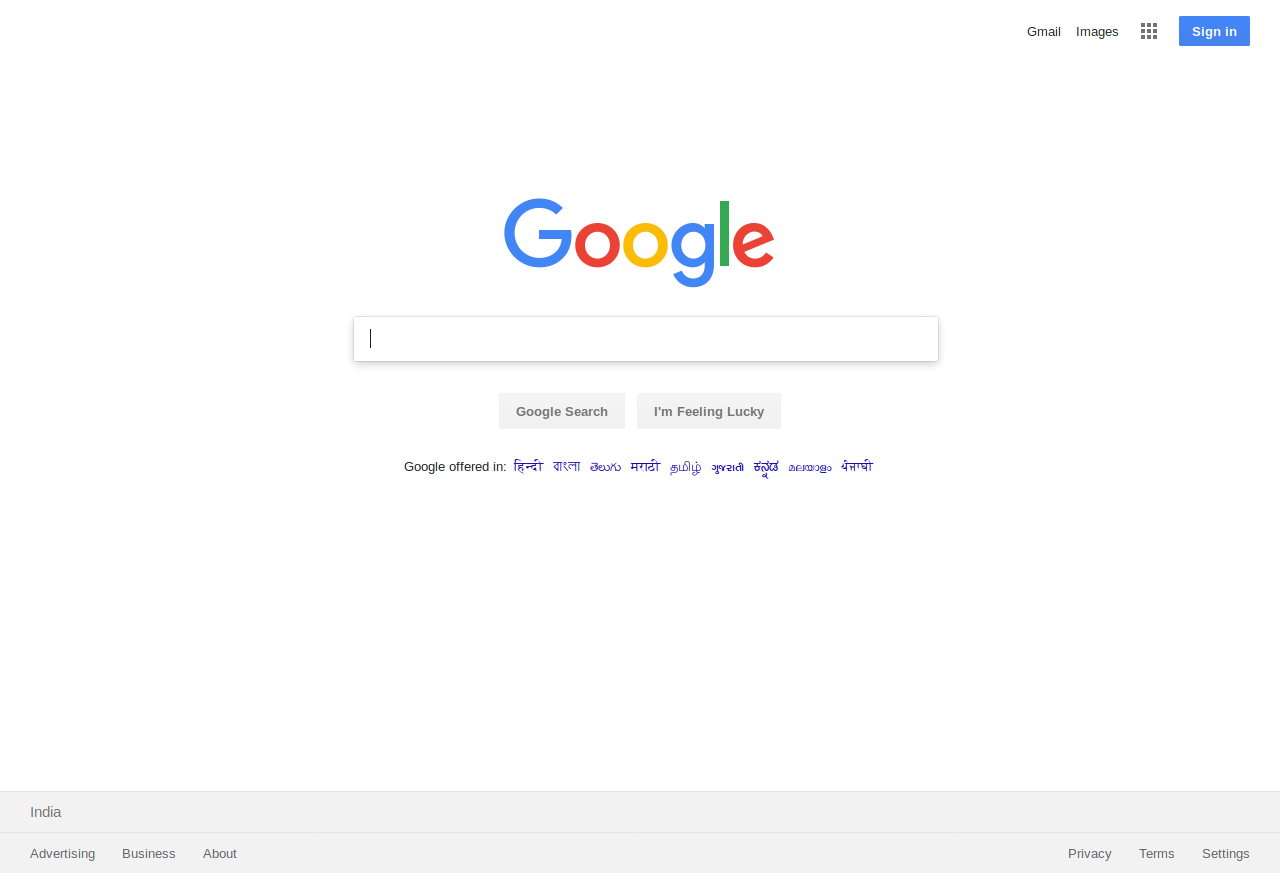 Gmail Images Sign in
Google
Google Search I'm Feeling Lucky
Google offered in: हिन्दी বাংলা తెలుగు मराठी தமிழ் ગુજરાતી ಕನ್ನಡ മലയാളം ਪੰਜਾਬੀ
India
Advertising Business About Privacy Terms Settings